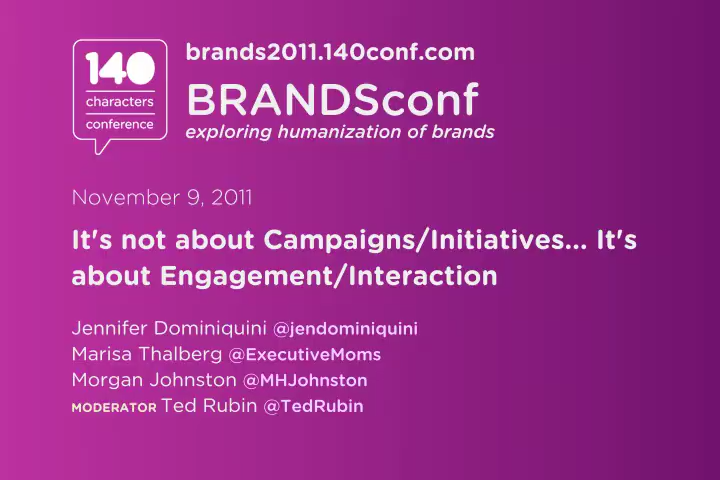 140
characters
conference
brands2011.140conf.com
BRANDSconf
exploring humanization of brands
November 9, 2011
It's not about Campaigns/Initiatives... It's
about Engagement/Interaction
Jennifer Dominiquini @jendominiquini
Marisa Thalberg @ExecutiveMoms
Morgan Johnston @MHJohnston
MODERATOR Ted Rubin @TedRubin